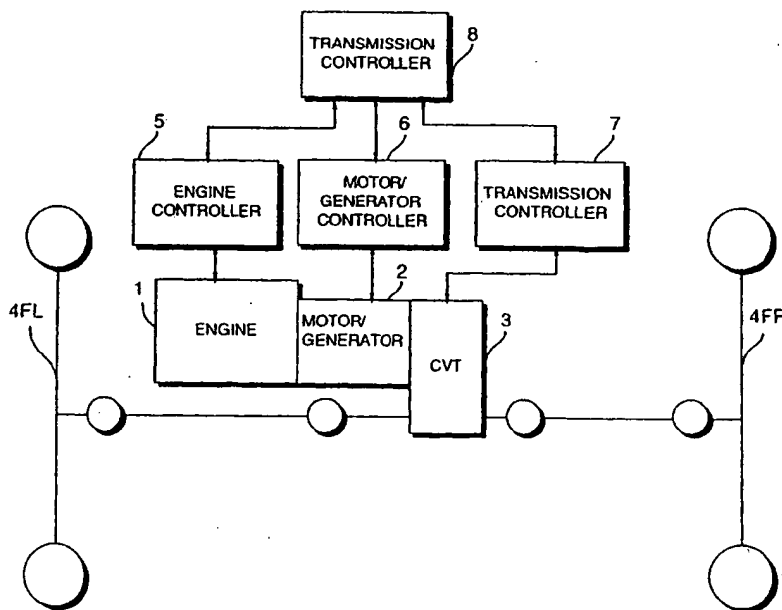 TRANSMISSION
CONTROLLER
8
5
6
7
ENGINE
CONTROLLER
MOTOR/
GENERATOR
CONTROLLER
TRANSMISSION
CONTROLLER
1
2
3
4FL
ENGINE
MOTOR/
GENERATOR
CVT
4FF